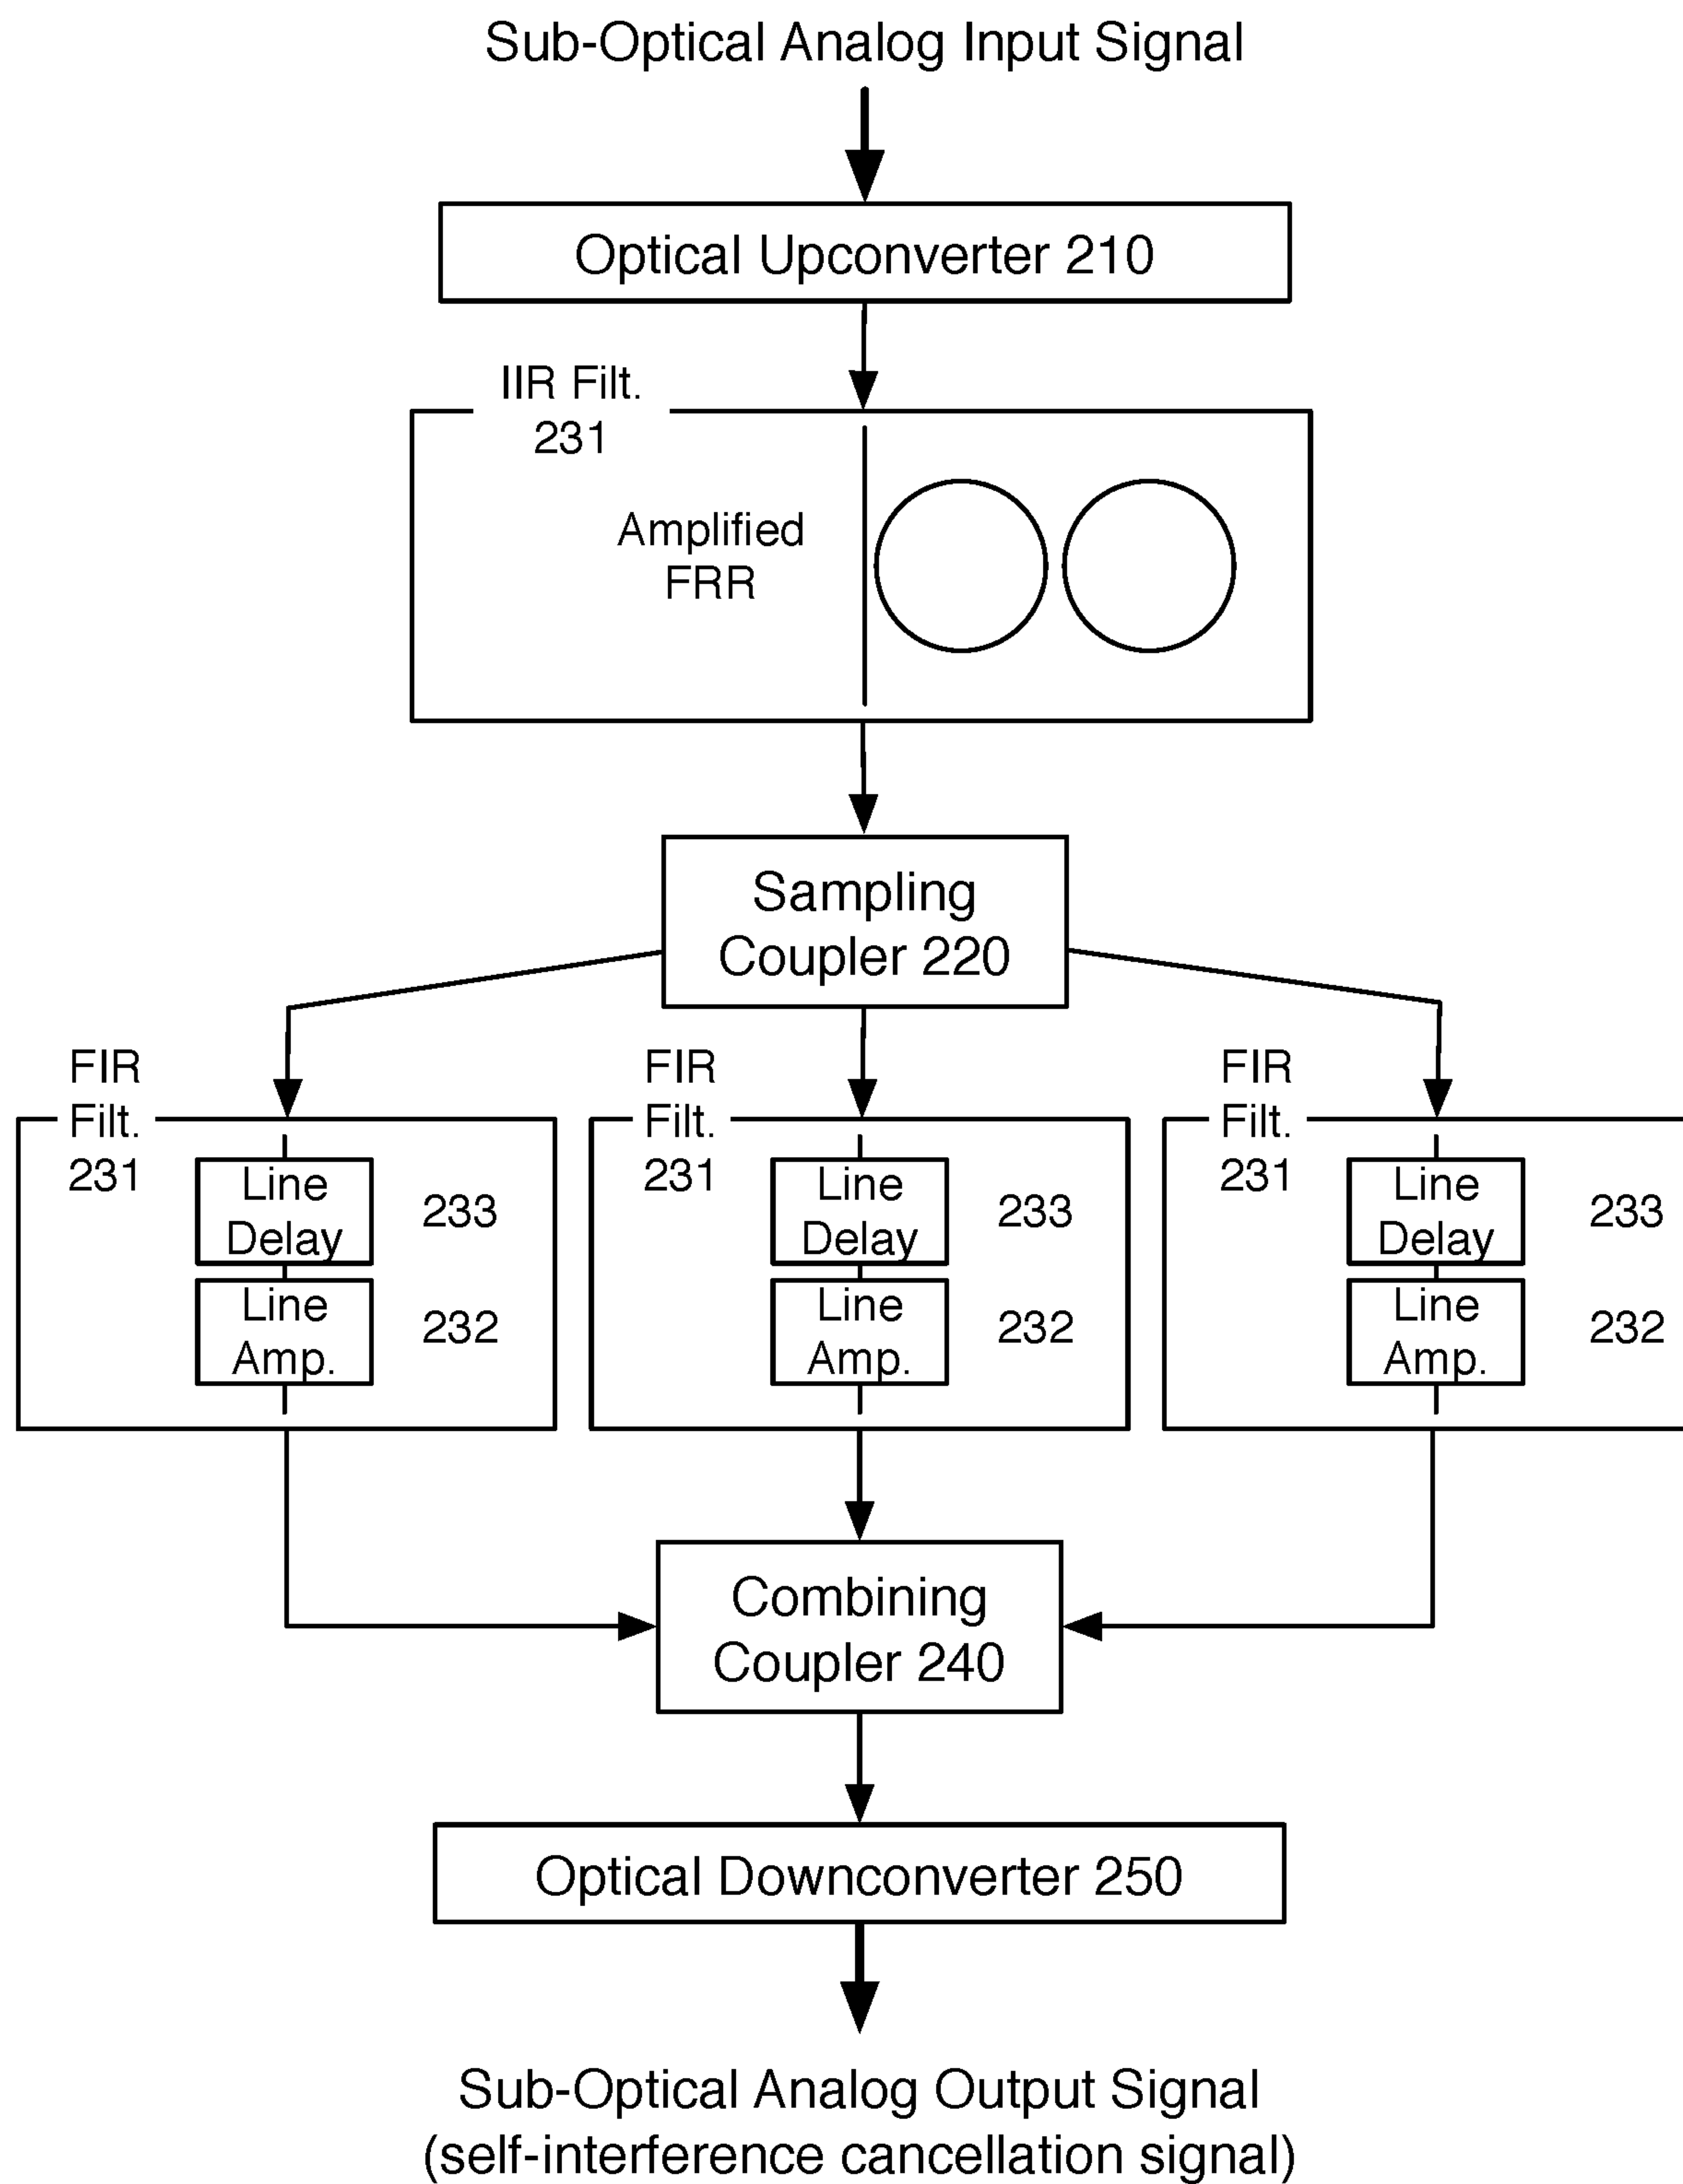 Sub-Optical Analog Input Signal
Optical Upconverter 210
IIR Filt.
231
Amplified
FRR
Sampling
Coupler 220
FIR
Filt.
231
Line
Delay
233
Line
Amp.
232
FIR
Filt.
231
Line
Delay
233
Line
Amp.
232
FIR
Filt.
231
Line
Delay
233
Line
Amp.
232
Combining
Coupler 240
Optical Downconverter 250
Sub-Optical Analog Output Signal
(self-interference cancellation signal)